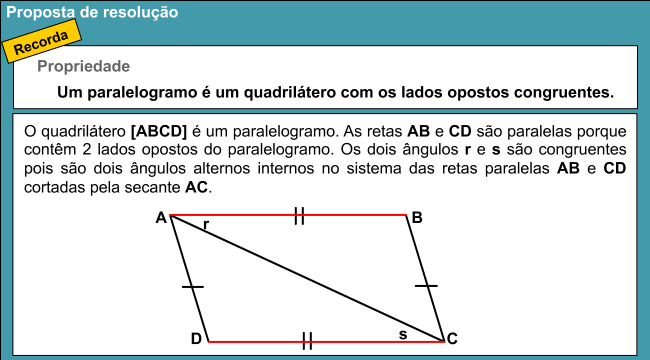 Proposta de resolução
Recorda
Propriedade
Um paralelogramo é um quadrilátero com os lados opostos congruentes.
O quadrilátero [ABCD] é um paralelogramo. As retas AB e CD são paralelas porque
contêm 2 lados opostos do paralelogramo. Os dois ângulos r e s são congruentes
pois são dois ângulos alternos internos no sistema das retas paralelas AB e CD
cortadas pela secante AC.
A
B
r
D
s
C